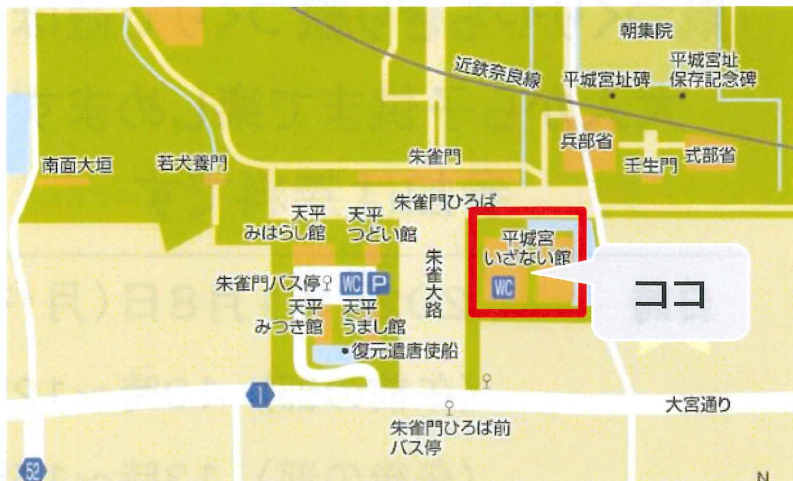 朝集院
近鉄奈良線
平城宮址碑
平城宮址
保存記念碑
兵部省
壬生門
式部省
南面大垣
若犬養門
朱雀門
朱雀門ひろば
天平
みはらし館
天平
つどい館
平城宮
いざない館
WC
ココ
朱雀大路
朱雀門バス停
WC
P
天平
みつき館
天平
うまし館
復元遣唐使船
1
大宮通り
朱雀門ひろば前
バス停
52
N